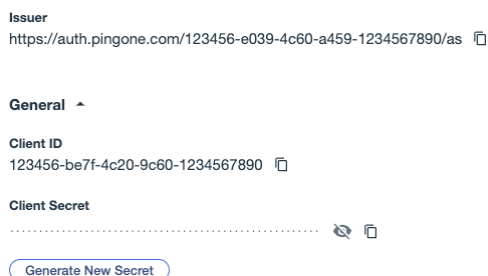 Issuer
https://auth.pingone.com/123456-e039-4c60-a459-1234567890/as
General
Client ID
123456-be7f-4c20-9c60-1234567890
Client Secret
Generate New Secret